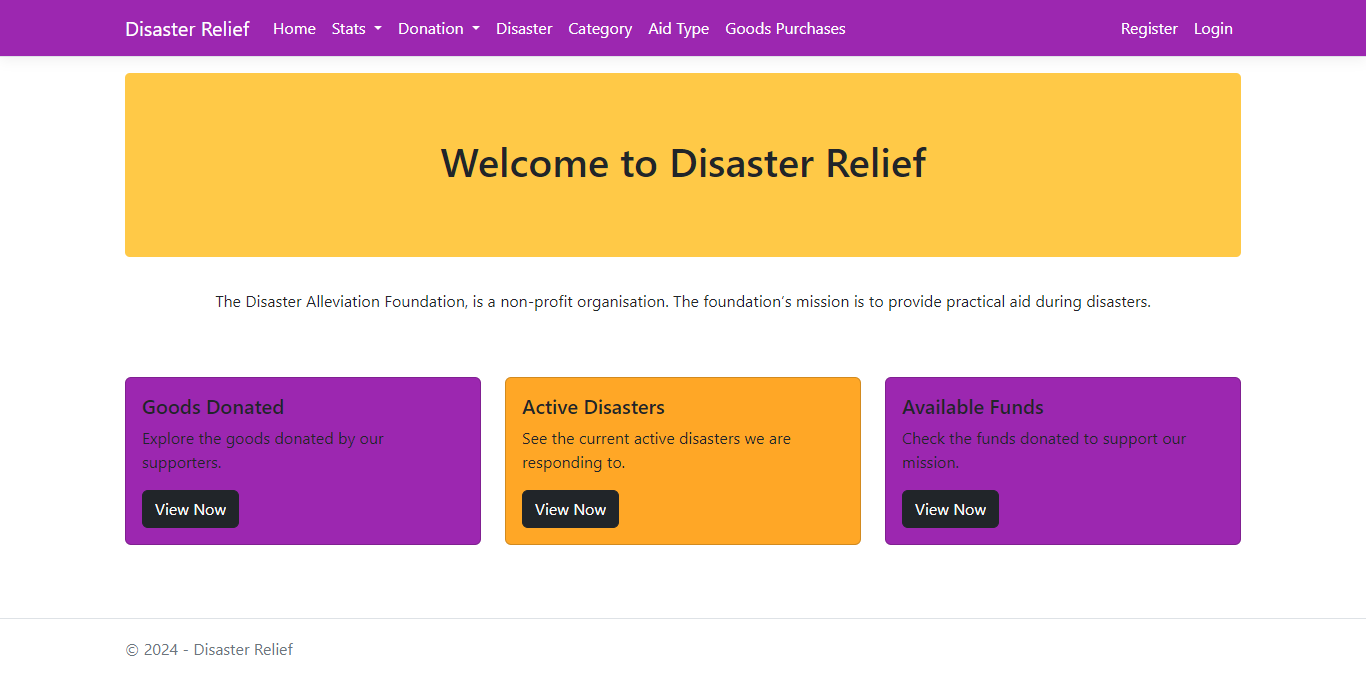 Disaster Relief Home Stats Donation Disaster Category Aid Type Goods Purchases Register Login
Welcome to Disaster Relief
The Disaster Alleviation Foundation, is a non-profit organisation. The foundation's mission is to provide practical aid during disasters.
Goods Donated
Explore the goods donated by our
supporters.
View Now
Active Disasters
See the current active disasters we are
responding to.
View Now
Available Funds
Check the funds donated to support our
mission.
View Now
© 2024 - Disaster Relief